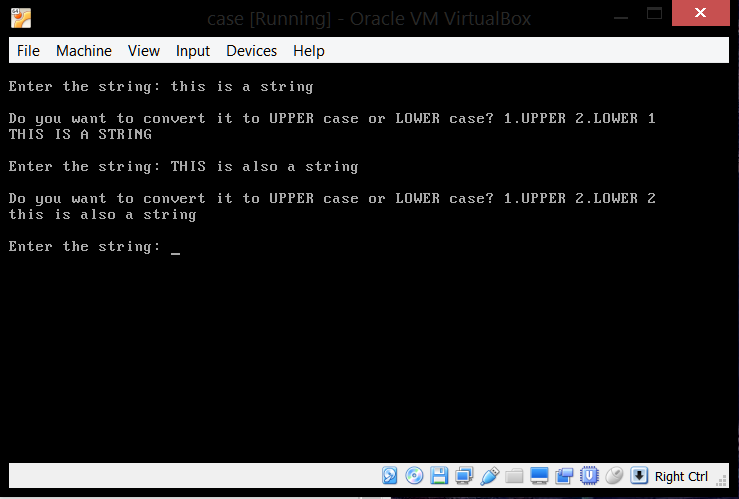 case [Running] - Oracle VM VirtualBox
File Machine View Input Devices Help
Enter the string: this is a string
Do you want to convert it to UPPER case or LOWER case? 1.UPPER 2.LOWER 1
THIS IS A STRING
Enter the string: THIS is also a string
Do you want to convert it to UPPER case or LOWER case? 1.UPPER 2.LOWER 2
this is also a string
Enter the string: _
Right Ctrl